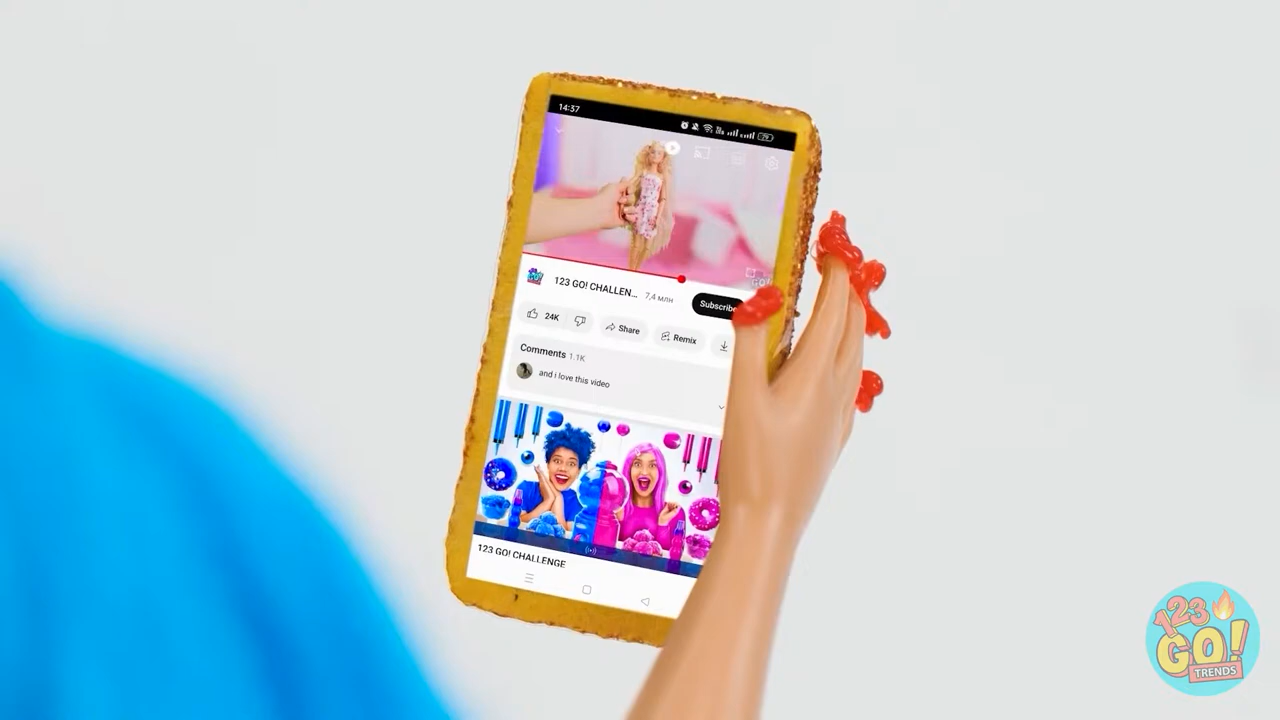 14:37
79
123 GO! CHALLEN... 7,4 млн
Subscribe
24K
Share
Remix
Comments 1.1K
and i love this video
123 GO! CHALLENGE
123
GO!
TRENDS